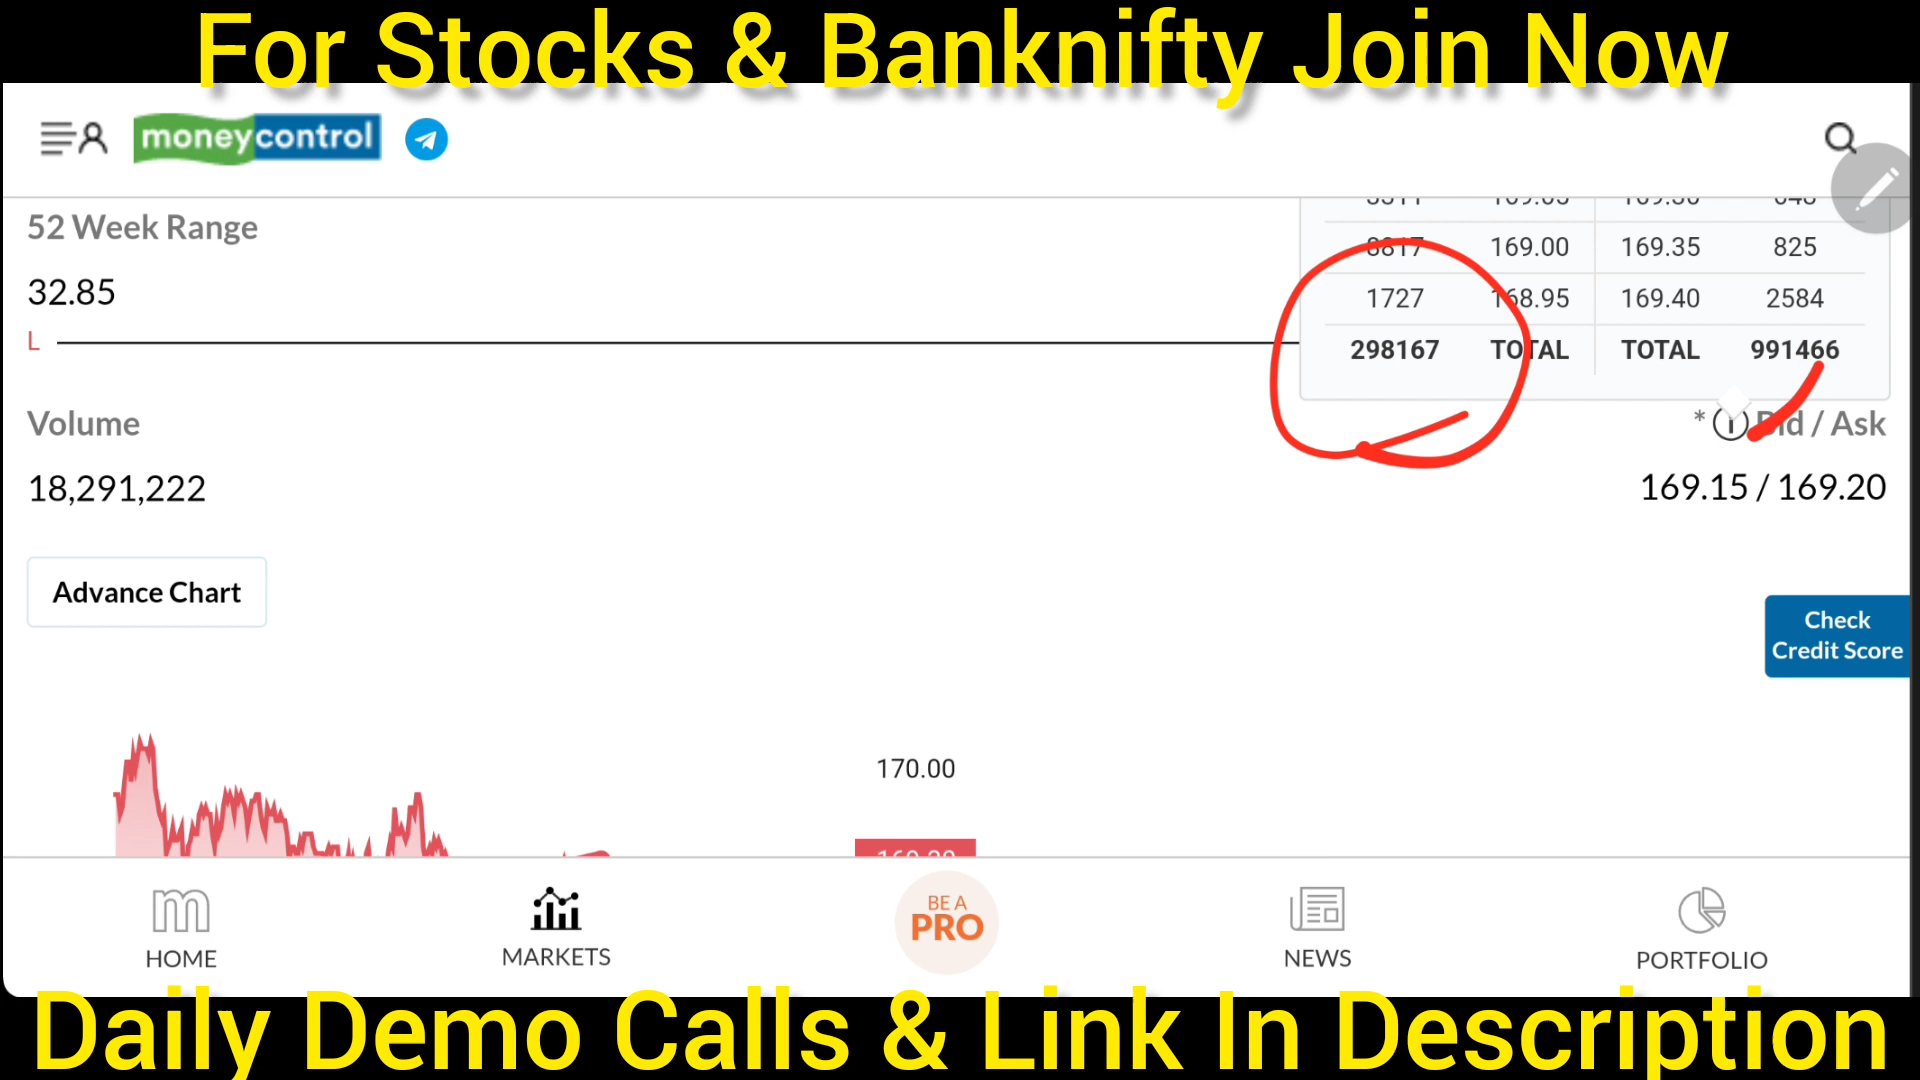 For Stocks & Banknifty Join Now
moneycontrol
52 Week Range
32.85
L
169.00 169.35 825
1727 168.95 169.40 2584
298167 TOTAL TOTAL 991466
Volume
* Bid / Ask
18,291,222
169.15 / 169.20
Advance Chart
Check
Credit Score
170.00
HOME
MARKETS
BE A
PRO
NEWS
PORTFOLIO
Daily Demo Calls & Link In Description